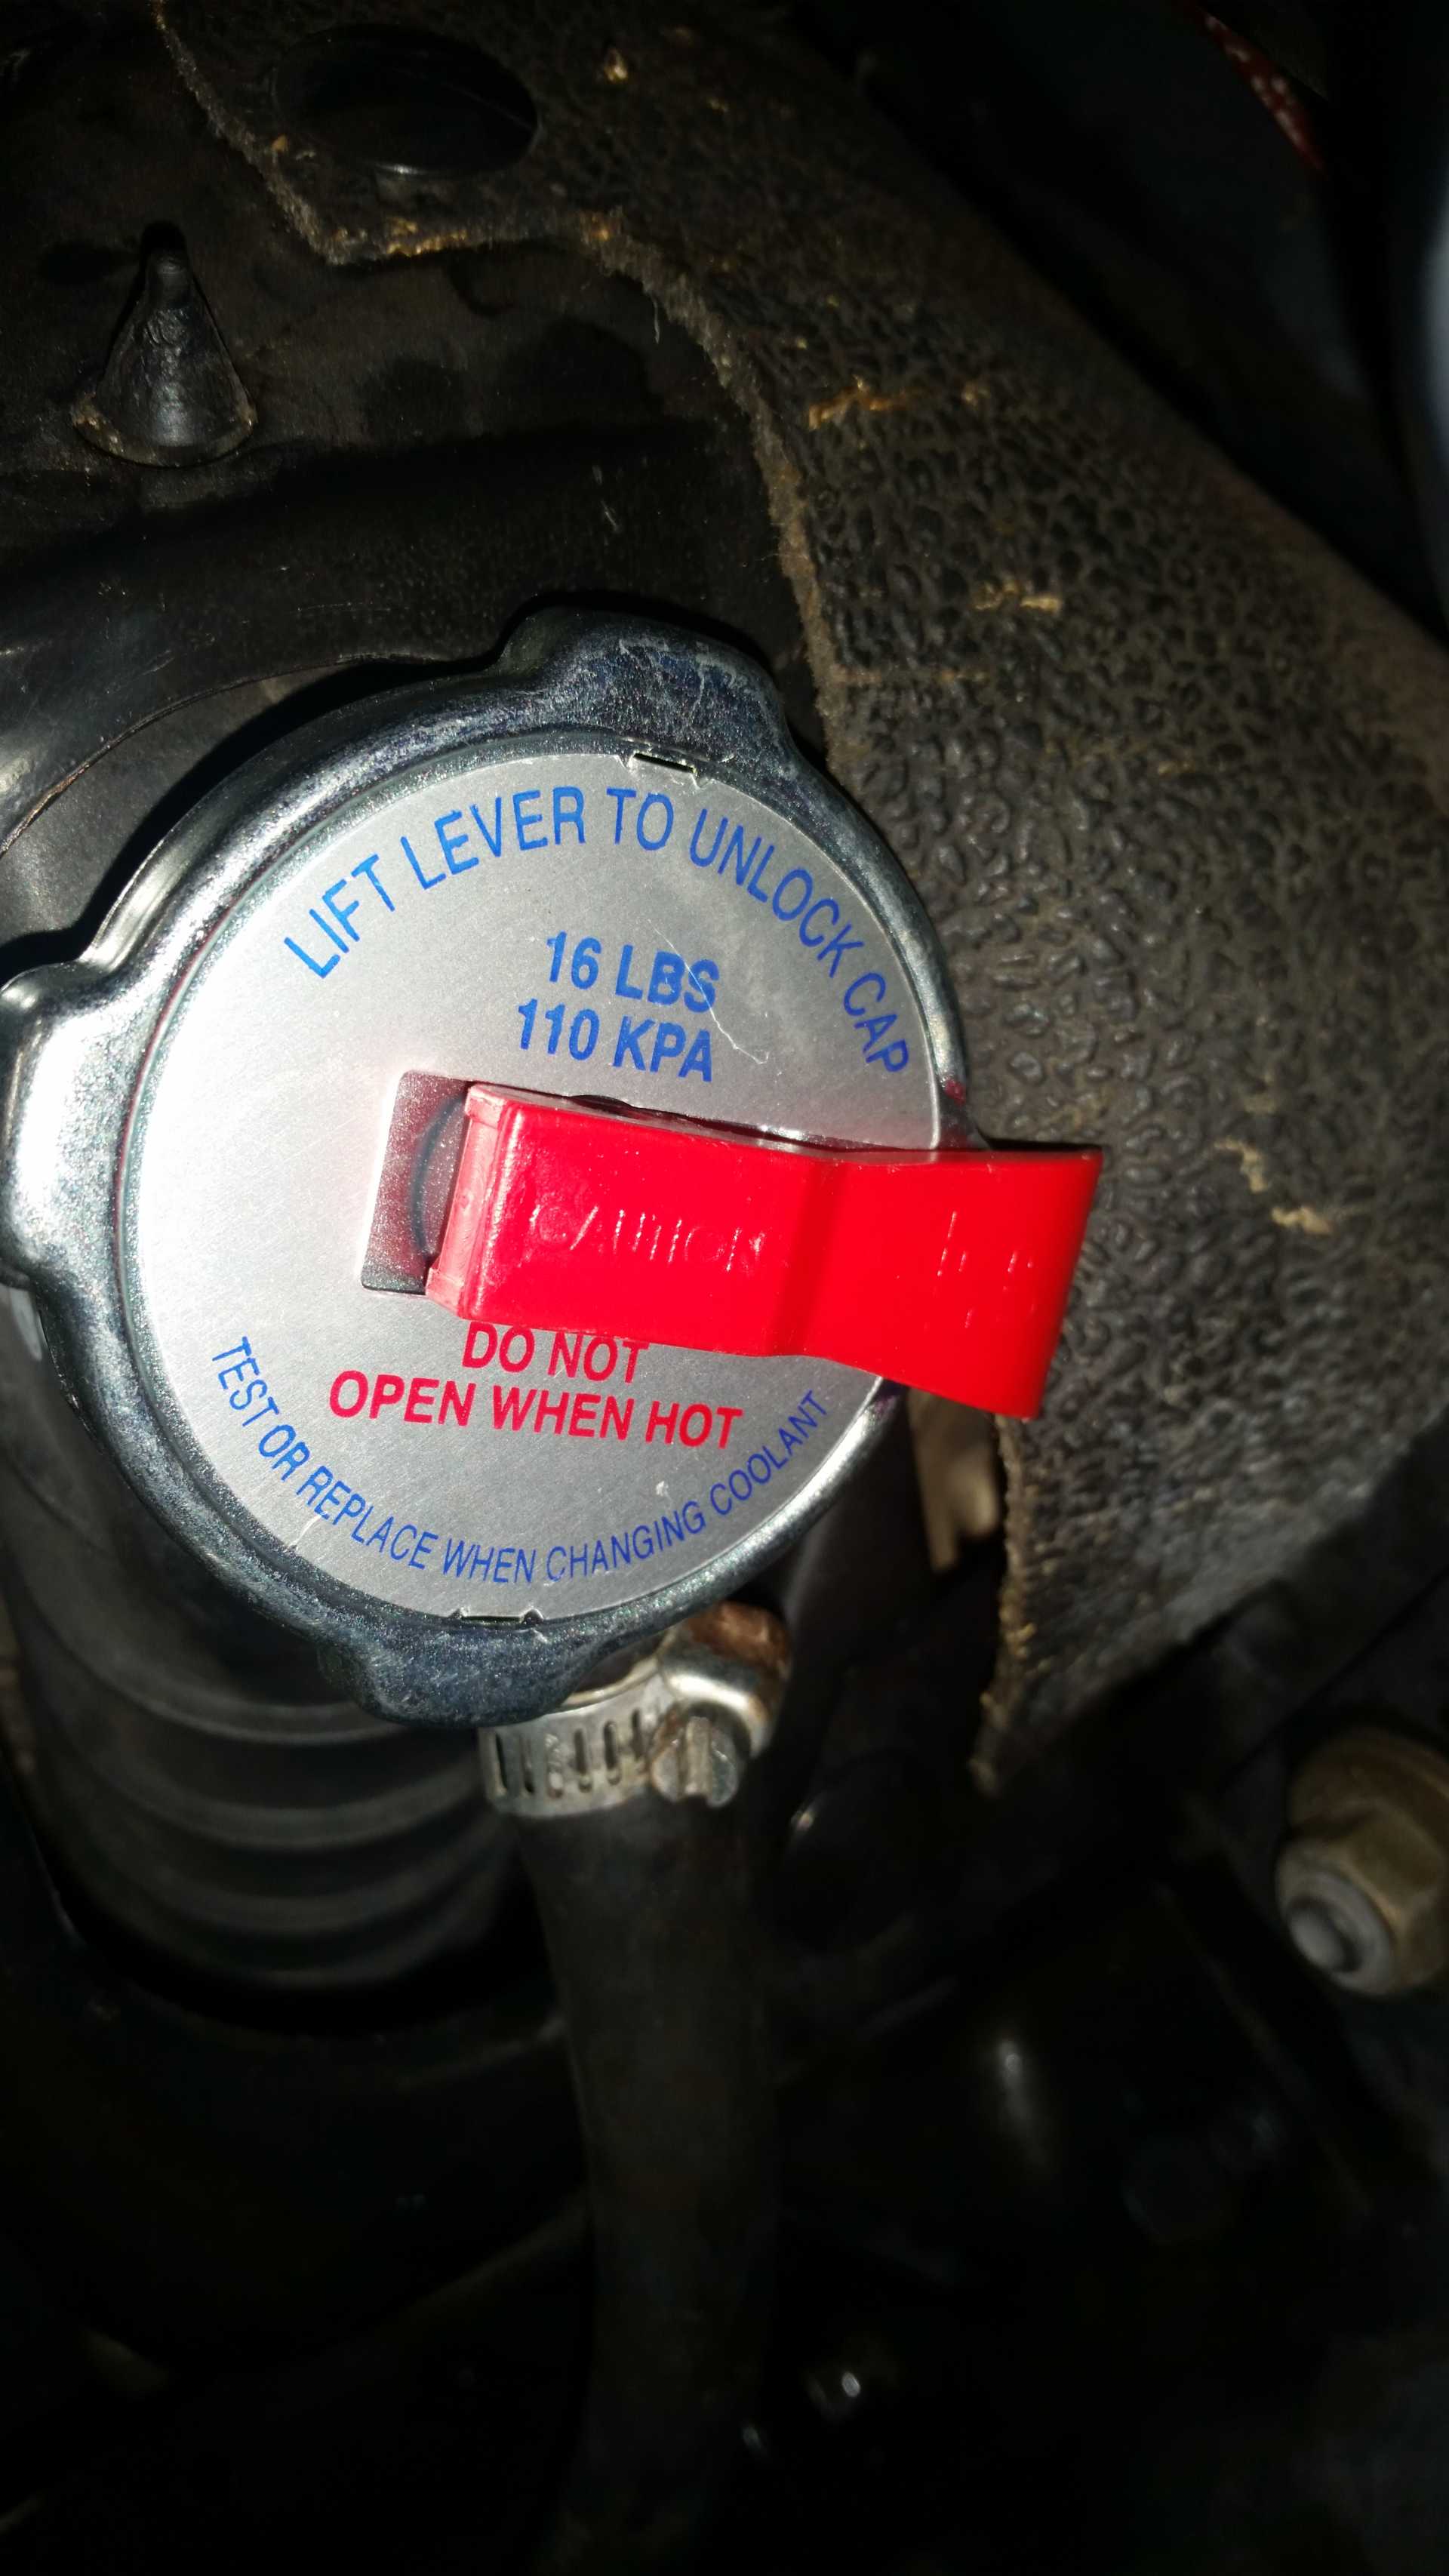 LIFT LEVER TO UNLOCK CAP
16 LBS
110 KPA
CAUTION
DO NOT
OPEN WHEN HOT
TEST OR REPLACE WHEN CHANGING COOLANT